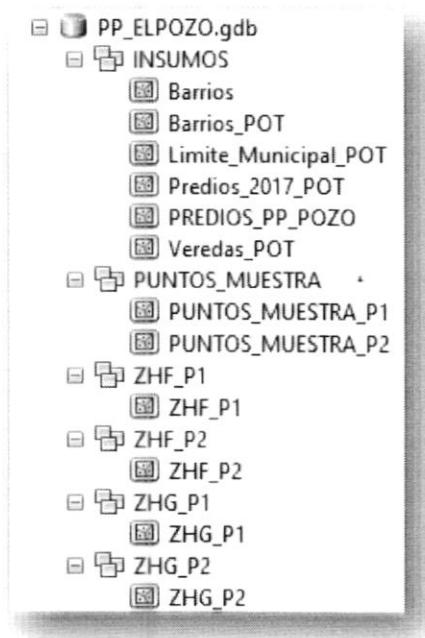 PP_ELPOZO.gdb
INSUMOS
Barrios
Barrios_POT
Limite_Municipal_POT
Predios_2017_POT
PREDIOS_PP_POZO
Veredas_POT
PUNTOS_MUESTRA
PUNTOS_MUESTRA_P1
PUNTOS_MUESTRA_P2
ZHF_P1
ZHF_P1
ZHF_P2
ZHF_P2
ZHG_P1
ZHG_P1
ZHG_P2
ZHG_P2